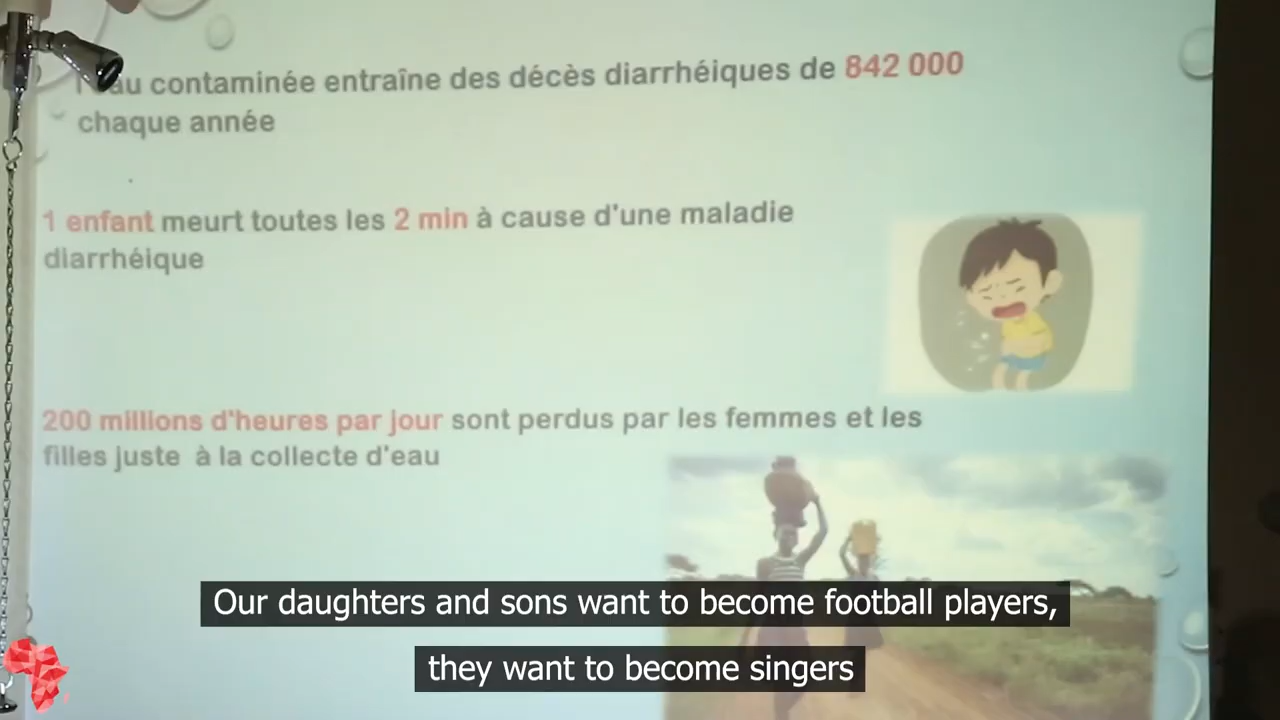 contaminée entraîne des décès diarrhéiques de 842 000
chaque année
1 enfant meurt toutes les 2 min à cause d'une maladie
diarrhéique
200 millions d'heures par jour sont perdus par les femmes et les
filles juste à la collecte d'eau
Our daughters and sons want to become football players,
they want to become singers